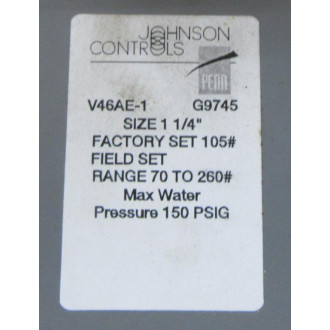 JOHNSON
CONTROLS
PENN
V46AE-1 G9745
SIZE 1 1/4"
FACTORY SET 105#
FIELD SET
RANGE 70 TO 260#
Max Water
Pressure 150 PSIG